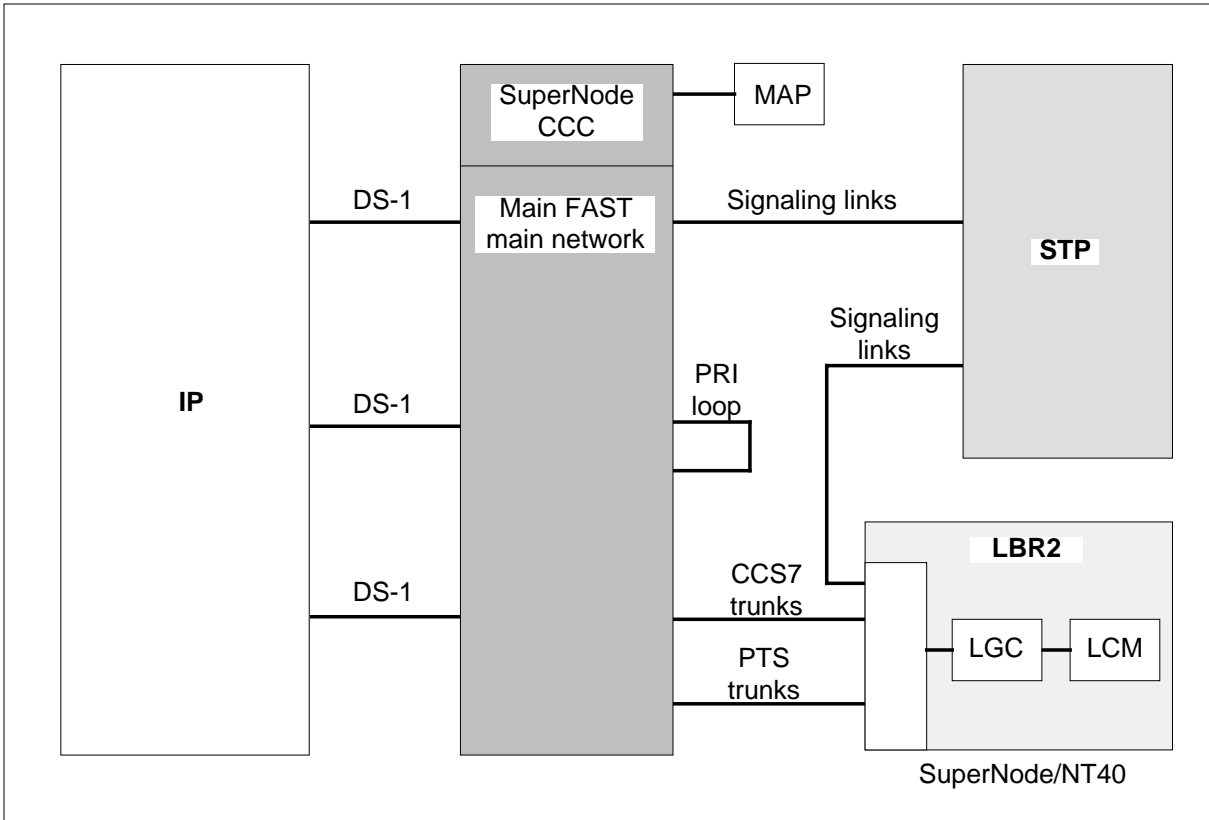 SuperNode
CCC
MAP
DS-1
Main FAST
main network
Signaling links
STP
Signaling
links
IP
DS-1
PRI
loop
LBR2
DS-1
CCS7
trunks
LGC
LCM
PTS
trunks
SuperNode/NT40